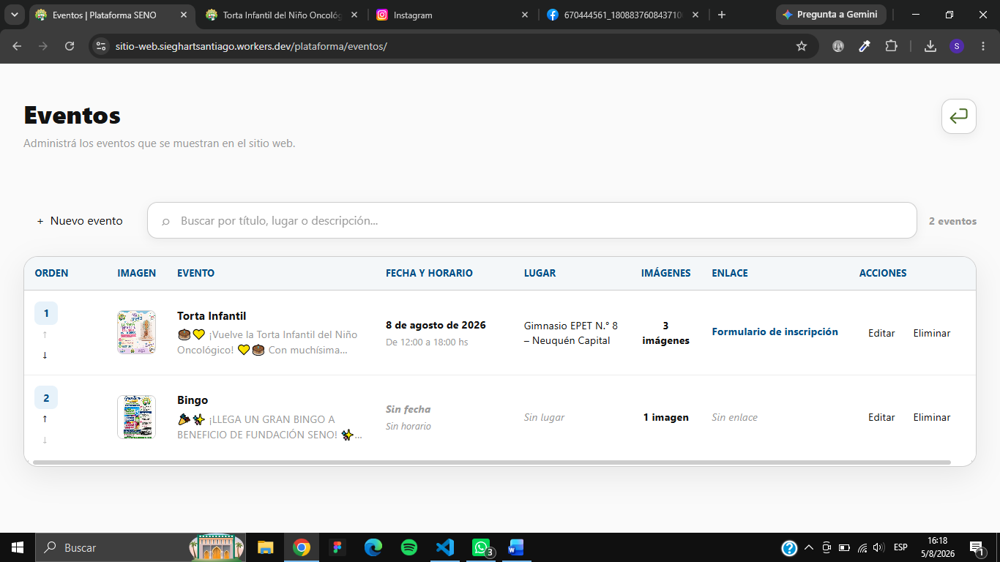 Eventos | Plataforma SENO
Torta Infantil del Niño Oncológ
Instagram
670444561_18088376084371
Pregunta a Gemini
sitio-web.sieghartsantiago.workers.dev/plataforma/eventos/
S
Eventos
Administrá los eventos que se muestran en el sitio web.
+ Nuevo evento
Buscar por título, lugar o descripción...
2 eventos
ORDEN IMAGEN EVENTO FECHA Y HORARIO LUGAR IMÁGENES ENLACE ACCIONES
1
↑
↓
Torta Infantil
🎂💛 ¡Vuelve la Torta Infantil del Niño
Oncológico! 💛🎂 Con muchísima...
8 de agosto de 2026
De 12:00 a 18:00 hs
Gimnasio EPET N.° 8
– Neuquén Capital
3
imágenes
Formulario de inscripción
Editar Eliminar
2
↑
↓
Bingo
🎉✨ ¡LLEGA UN GRAN BINGO A
BENEFICIO DE FUNDACIÓN SENO! ✨...
Sin fecha
Sin horario
Sin lugar
1 imagen
Sin enlace
Editar Eliminar
Buscar
3
ESP
16:18
5/8/2026
1